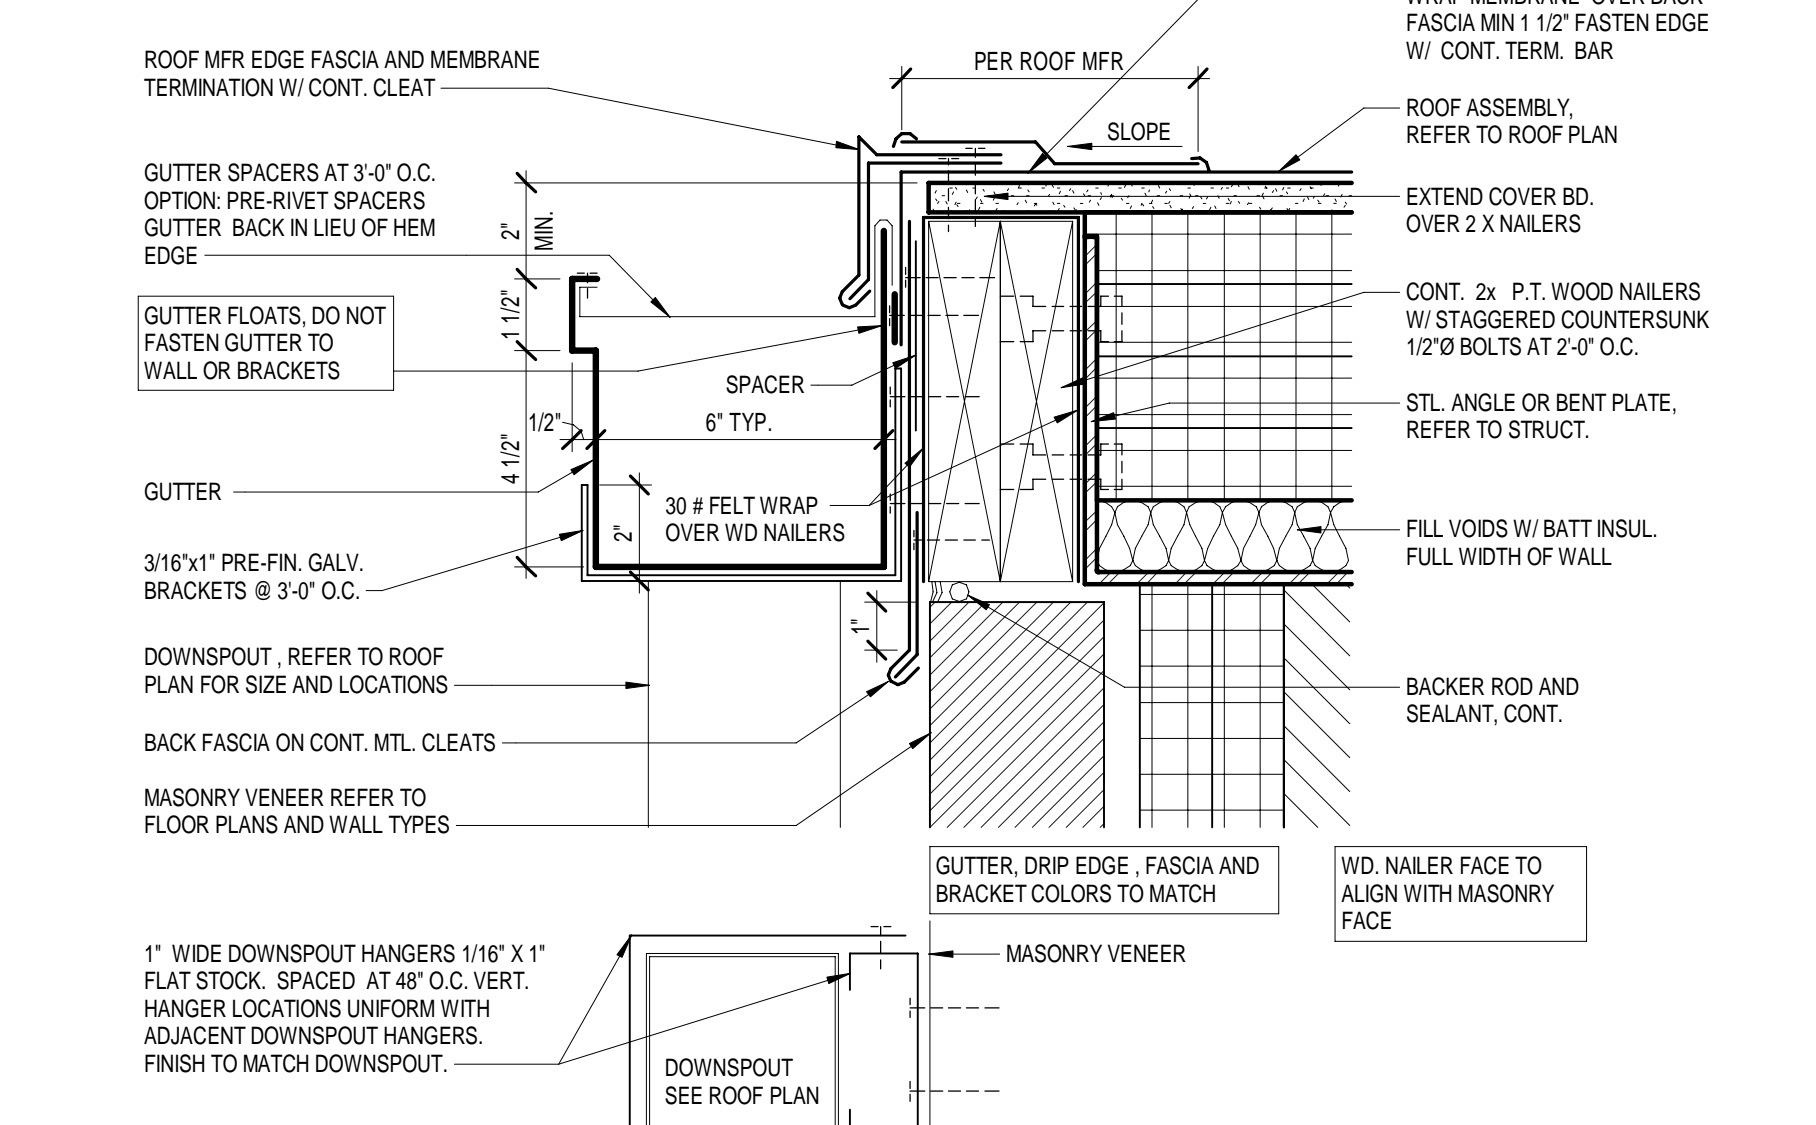 WRAP MEMBRANE OVER BACK
FASCIA MIN 1 1/2" FASTEN EDGE
W/ CONT. TERM. BAR
ROOF MFR EDGE FASCIA AND MEMBRANE
TERMINATION W/ CONT. CLEAT
PER ROOF MFR
SLOPE
ROOF ASSEMBLY,
REFER TO ROOF PLAN
GUTTER SPACERS AT 3'-0" O.C.
OPTION: PRE-RIVET SPACERS
GUTTER BACK IN LIEU OF HEM
EDGE
2"
MIN.
EXTEND COVER BD.
OVER 2 X NAILERS
GUTTER FLOATS, DO NOT
FASTEN GUTTER TO
WALL OR BRACKETS
1 1/2"
CONT. 2x P.T. WOOD NAILERS
W/ STAGGERED COUNTERSUNK
1/2"Ø BOLTS AT 2'-0" O.C.
SPACER
1/2"
6" TYP.
STL. ANGLE OR BENT PLATE,
REFER TO STRUCT.
4 1/2"
GUTTER
2"
30 # FELT WRAP
OVER WD NAILERS
FILL VOIDS W/ BATT INSUL.
FULL WIDTH OF WALL
3/16"x1" PRE-FIN. GALV.
BRACKETS @ 3'-0" O.C.
1"
DOWNSPOUT , REFER TO ROOF
PLAN FOR SIZE AND LOCATIONS
BACKER ROD AND
SEALANT, CONT.
BACK FASCIA ON CONT. MTL. CLEATS
MASONRY VENEER REFER TO
FLOOR PLANS AND WALL TYPES
GUTTER, DRIP EDGE , FASCIA AND
BRACKET COLORS TO MATCH
WD. NAILER FACE TO
ALIGN WITH MASONRY
FACE
1" WIDE DOWNSPOUT HANGERS 1/16" X 1"
FLAT STOCK. SPACED AT 48" O.C. VERT.
HANGER LOCATIONS UNIFORM WITH
ADJACENT DOWNSPOUT HANGERS.
FINISH TO MATCH DOWNSPOUT.
MASONRY VENEER
DOWNSPOUT
SEE ROOF PLAN